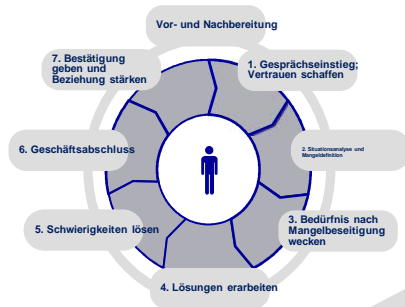 Vor- und Nachbereitung
1. Gesprächseinstieg;
Vertrauen schaffen
2. Situationsanalyse und
Mangeldefinition
3. Bedürfnis nach
Mangelbeseitigung
wecken
4. Lösungen erarbeiten
5. Schwierigkeiten lösen
6. Geschäftsabschluss
7. Bestätigung
geben und
Beziehung stärken